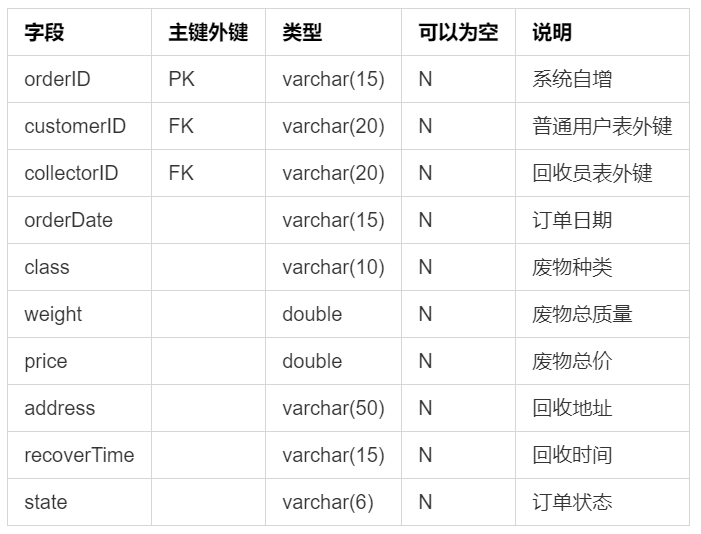 字段 主键外键 类型 可以为空 说明
orderID PK varchar(15) N 系统自增
customerID FK varchar(20) N 普通用户表外键
collectorID FK varchar(20) N 回收员表外键
orderDate varchar(15) N 订单日期
class varchar(10) N 废物种类
weight double N 废物总质量
price double N 废物总价
address varchar(50) N 回收地址
recoverTime varchar(15) N 回收时间
state varchar(6) N 订单状态